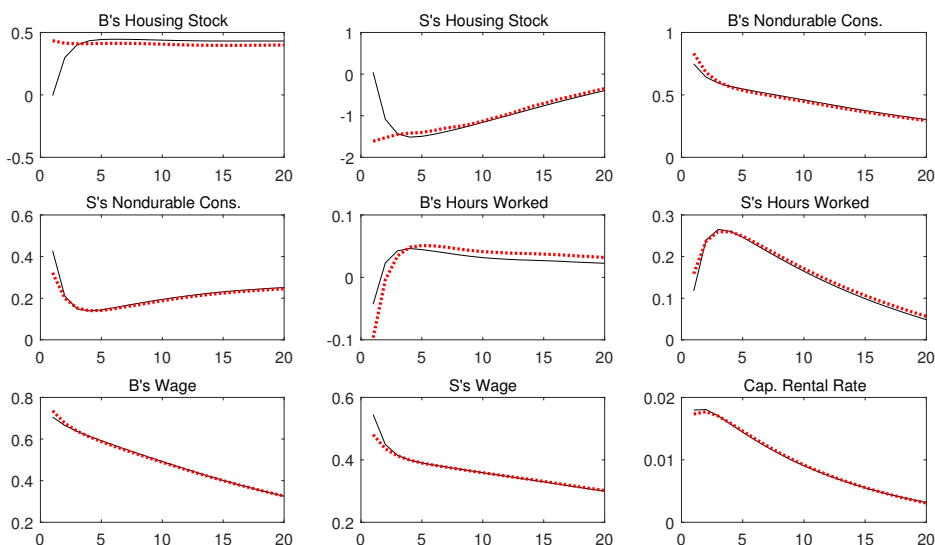 B's Housing Stock S's Housing Stock B's Nondurable Cons.
0.5 1 1
0 0 0.5
-1
-0.5 -2 0
0 5 10 15 20 0 5 10 15 20 0 5 10 15 20
S's Nondurable Cons. B's Hours Worked S's Hours Worked
0.6 0.1 0.3
0.4 0.2
0
0.2 0.1
0 -0.1 0
0 5 10 15 20 0 5 10 15 20 0 5 10 15 20
B's Wage S's Wage Cap. Rental Rate
0.8 0.6 0.02
0.6
0.4 0.01
0.4
0.2 0.2 0
0 5 10 15 20 0 5 10 15 20 0 5 10 15 20